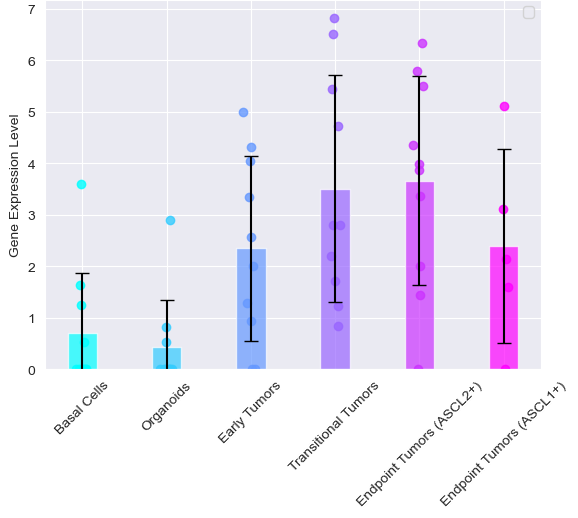 7
6
5
4
3
2
1
0
Gene Expression Level
Basal Cells
Organoids
Early Tumors
Transitional Tumors
Endpoint Tumors (ASCL2+)
Endpoint Tumors (ASCL1+)